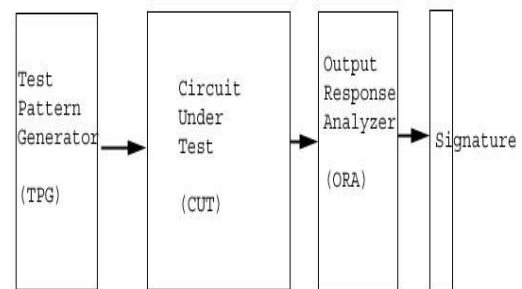 Test
Pattern
Generator
(TPG)
Circuit
Under
Test
(CUT)
Output
Response
Analyzer
(ORA)
Signature